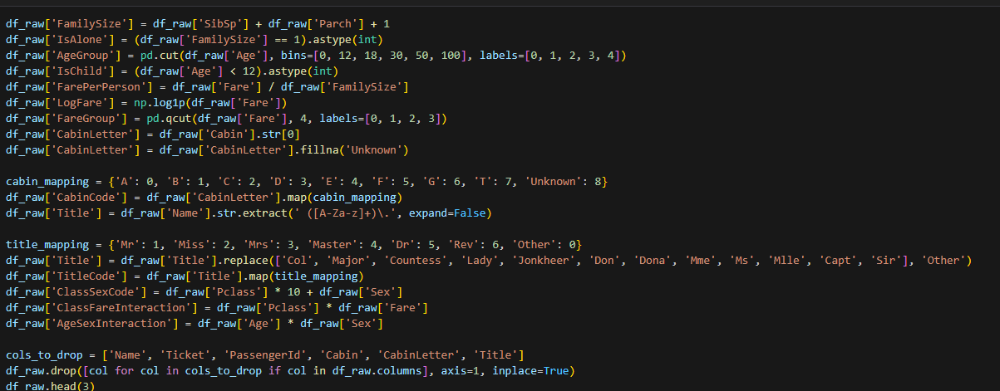 df_raw['FamilySize'] = df_raw['SibSp'] + df_raw['Parch'] + 1
df_raw['IsAlone'] = (df_raw['FamilySize'] == 1).astype(int)
df_raw['AgeGroup'] = pd.cut(df_raw['Age'], bins=[0, 12, 18, 30, 50, 100], labels=[0, 1, 2, 3, 4])
df_raw['IsChild'] = (df_raw['Age'] < 12).astype(int)
df_raw['FarePerPerson'] = df_raw['Fare'] / df_raw['FamilySize']
df_raw['LogFare'] = np.log1p(df_raw['Fare'])
df_raw['FareGroup'] = pd.qcut(df_raw['Fare'], 4, labels=[0, 1, 2, 3])
df_raw['CabinLetter'] = df_raw['Cabin'].str[0]
df_raw['CabinLetter'] = df_raw['CabinLetter'].fillna('Unknown')
cabin_mapping = {'A': 0, 'B': 1, 'C': 2, 'D': 3, 'E': 4, 'F': 5, 'G': 6, 'T': 7, 'Unknown': 8}
df_raw['CabinCode'] = df_raw['CabinLetter'].map(cabin_mapping)
df_raw['Title'] = df_raw['Name'].str.extract(' ([A-Za-z]+)\.', expand=False)
title_mapping = {'Mr': 1, 'Miss': 2, 'Mrs': 3, 'Master': 4, 'Dr': 5, 'Rev': 6, 'Other': 0}
df_raw['Title'] = df_raw['Title'].replace(['Col', 'Major', 'Countess', 'Lady', 'Jonkheer', 'Don', 'Dona', 'Mme', 'Ms', 'Mlle', 'Capt', 'Sir'], 'Other')
df_raw['TitleCode'] = df_raw['Title'].map(title_mapping)
df_raw['ClassSexCode'] = df_raw['Pclass'] * 10 + df_raw['Sex']
df_raw['ClassFareInteraction'] = df_raw['Pclass'] * df_raw['Fare']
df_raw['AgeSexInteraction'] = df_raw['Age'] * df_raw['Sex']
cols_to_drop = ['Name', 'Ticket', 'PassengerId', 'Cabin', 'CabinLetter', 'Title']
df_raw.drop([col for col in cols_to_drop if col in df_raw.columns], axis=1, inplace=True)
df_raw.head(3)